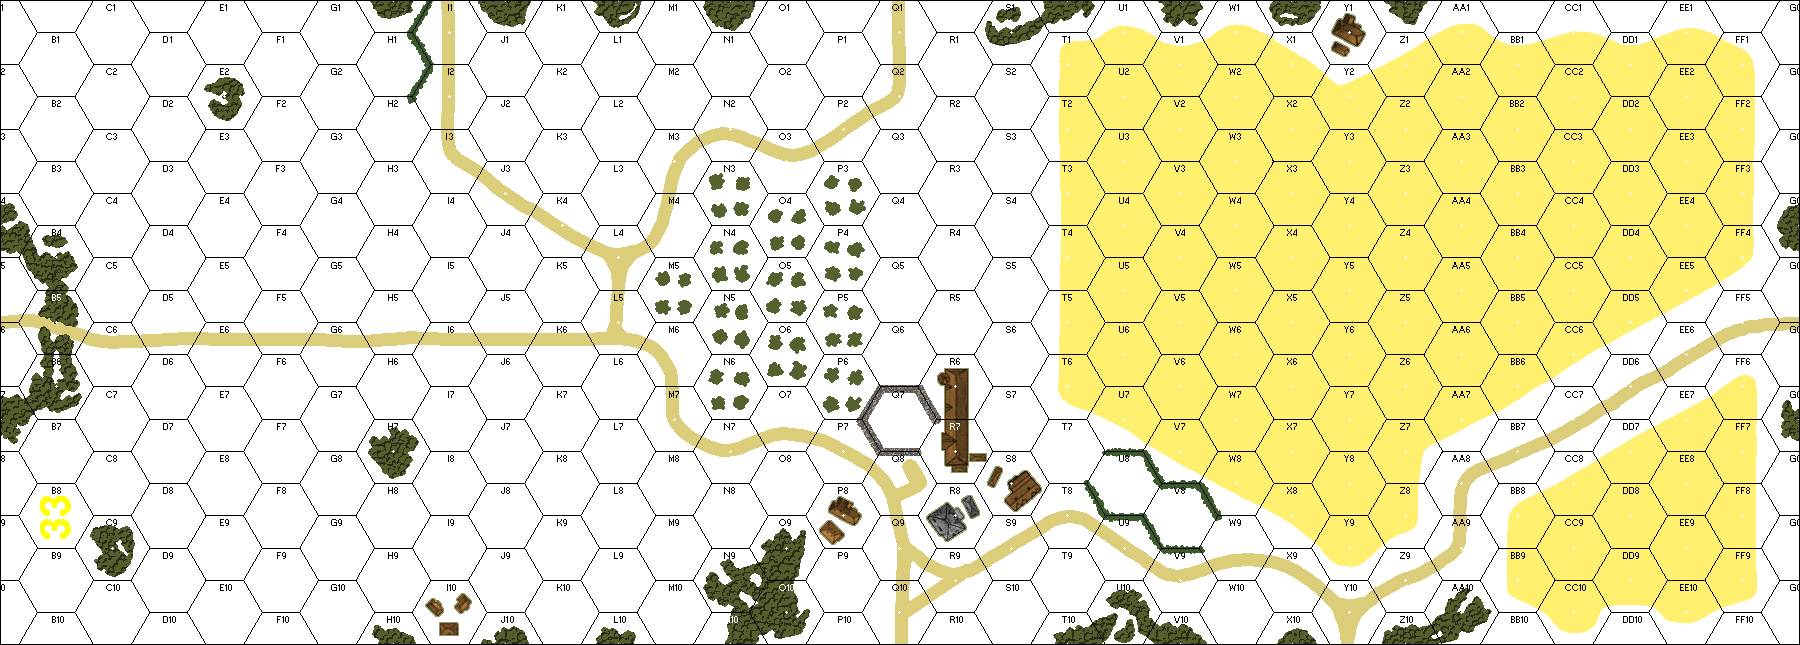 1 C1 E1 G1 I1 K1 M1 O1 Q1 S1 U1 W1 Y1 AA1 CC1 EE1
B1 D1 F1 H1 J1 L1 N1 P1 R1 T1 V1 X1 Z1 BB1 DD1 FF1
2 C2 E2 G2 I2 K2 M2 O2 Q2 S2 U2 W2 Y2 AA2 CC2 EE2
B2 D2 F2 H2 J2 L2 N2 P2 R2 T2 V2 X2 Z2 BB2 DD2 FF2
3 C3 E3 G3 I3 K3 M3 O3 Q3 S3 U3 W3 Y3 AA3 CC3 EE3
B3 D3 F3 H3 J3 L3 N3 P3 R3 T3 V3 X3 Z3 BB3 DD3 FF3
4 C4 E4 G4 I4 K4 M4 O4 Q4 S4 U4 W4 Y4 AA4 CC4 EE4
B4 D4 F4 H4 J4 L4 N4 P4 R4 T4 V4 X4 Z4 BB4 DD4 FF4
5 C5 E5 G5 I5 K5 M5 O5 Q5 S5 U5 W5 Y5 AA5 CC5 EE5
B5 D5 F5 H5 J5 L5 N5 P5 R5 T5 V5 X5 Z5 BB5 DD5 FF5
6 C6 E6 G6 I6 K6 M6 O6 Q6 S6 U6 W6 Y6 AA6 CC6 EE6
B6 D6 F6 H6 J6 L6 N6 P6 R6 T6 V6 X6 Z6 BB6 DD6 FF6
7 C7 E7 G7 I7 K7 M7 O7 Q7 S7 U7 W7 Y7 AA7 CC7 EE7
B7 D7 F7 H7 J7 L7 N7 P7 R7 T7 V7 X7 Z7 BB7 DD7 FF7
8 C8 E8 G8 I8 K8 M8 O8 Q8 S8 U8 W8 Y8 AA8 CC8 EE8
B8 D8 F8 H8 J8 L8 N8 P8 R8 T8 V8 X8 Z8 BB8 DD8 FF8
33
9 C9 E9 G9 I9 K9 M9 O9 Q9 S9 U9 W9 Y9 AA9 CC9 EE9
B9 D9 F9 H9 J9 L9 N9 P9 R9 T9 V9 X9 Z9 BB9 DD9 FF9
0 C10 E10 G10 I10 K10 M10 O10 Q10 S10 U10 W10 Y10 AA10 CC10 EE10
B10 D10 F10 H10 J10 L10 N10 P10 R10 T10 V10 X10 Z10 BB10 DD10 FF10